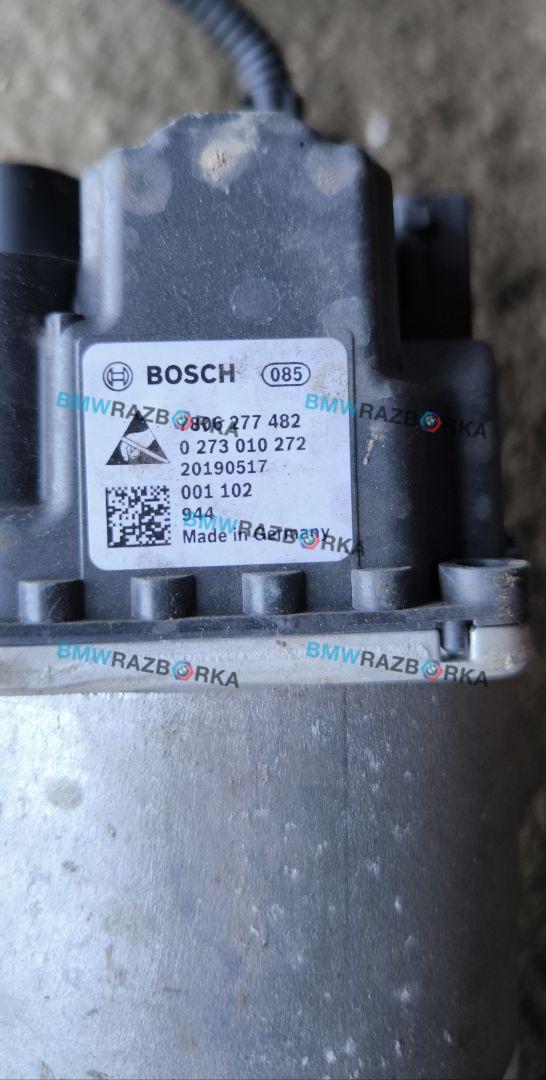 BOSCH 085
7806 277 482
0 273 010 272
20190517
001 102
944
Made in Germany
BMWRAZBORKA
BMWRAZBORKA
BMWRAZBORKA
BMWRAZBORKA
BMWRAZBORKA